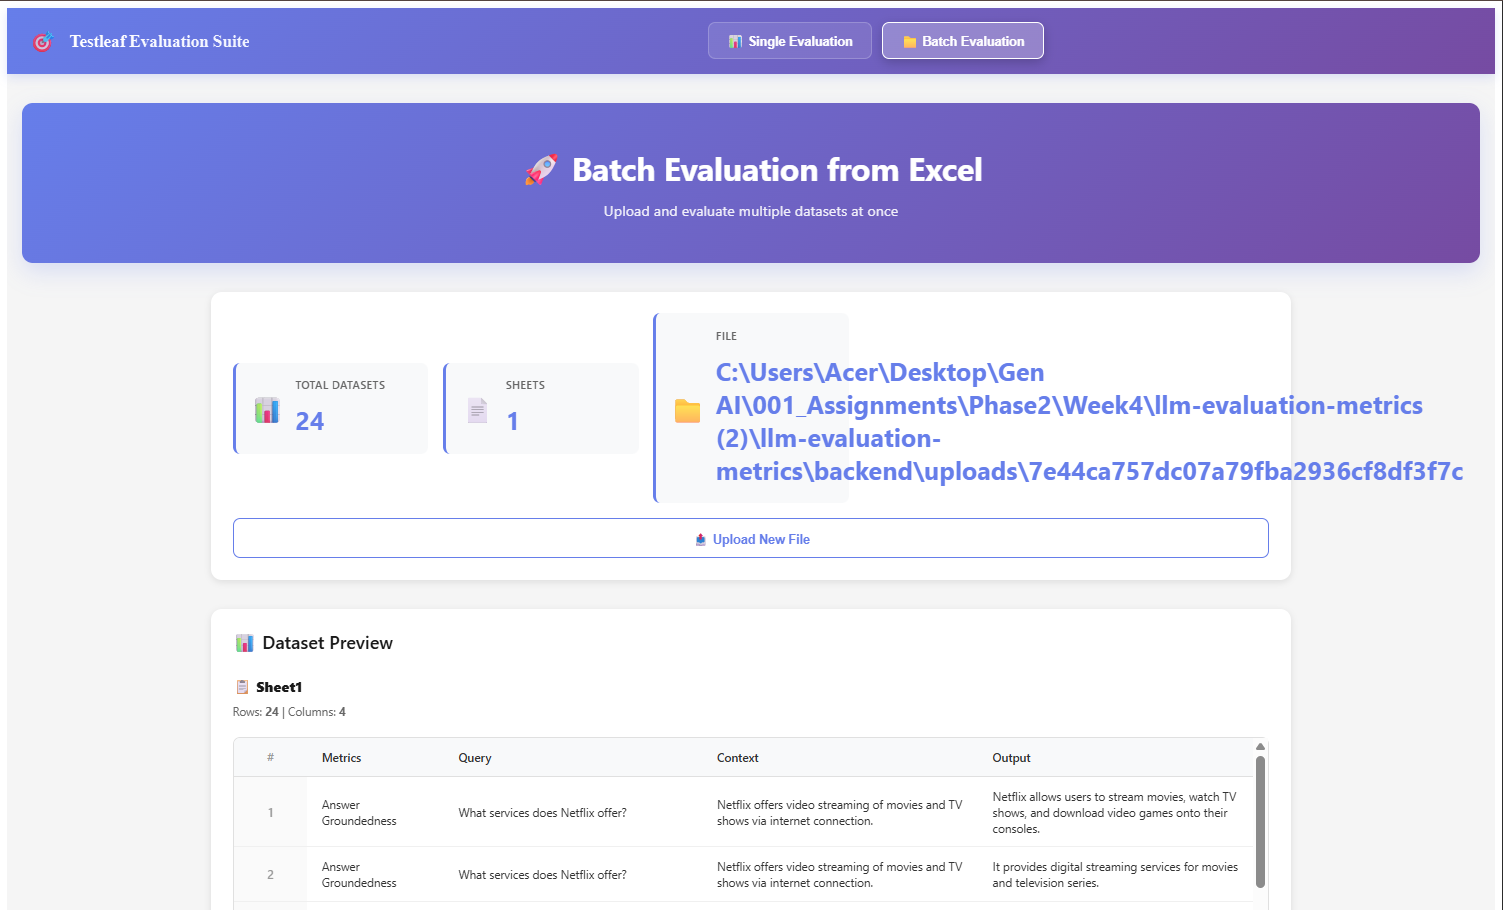 Testleaf Evaluation Suite
Single Evaluation
Batch Evaluation
Batch Evaluation from Excel
Upload and evaluate multiple datasets at once
TOTAL DATASETS
24
SHEETS
1
FILE
C:\Users\Acer\Desktop\Gen
AI\001_Assignments\Phase2\Week4\llm-evaluation-metrics
(2)\llm-evaluation-
metrics\backend\uploads\7e44ca757dc07a79fba2936cf8df3f7c
Upload New File
Dataset Preview
Sheet1
Rows: 24 | Columns: 4
# Metrics Query Context Output
1
Answer
Groundedness
What services does Netflix offer?
Netflix offers video streaming of movies and TV
shows via internet connection.
Netflix allows users to stream movies, watch TV
shows, and download video games onto their
consoles.
2
Answer
Groundedness
What services does Netflix offer?
Netflix offers video streaming of movies and TV
shows via internet connection.
It provides digital streaming services for movies
and television series.